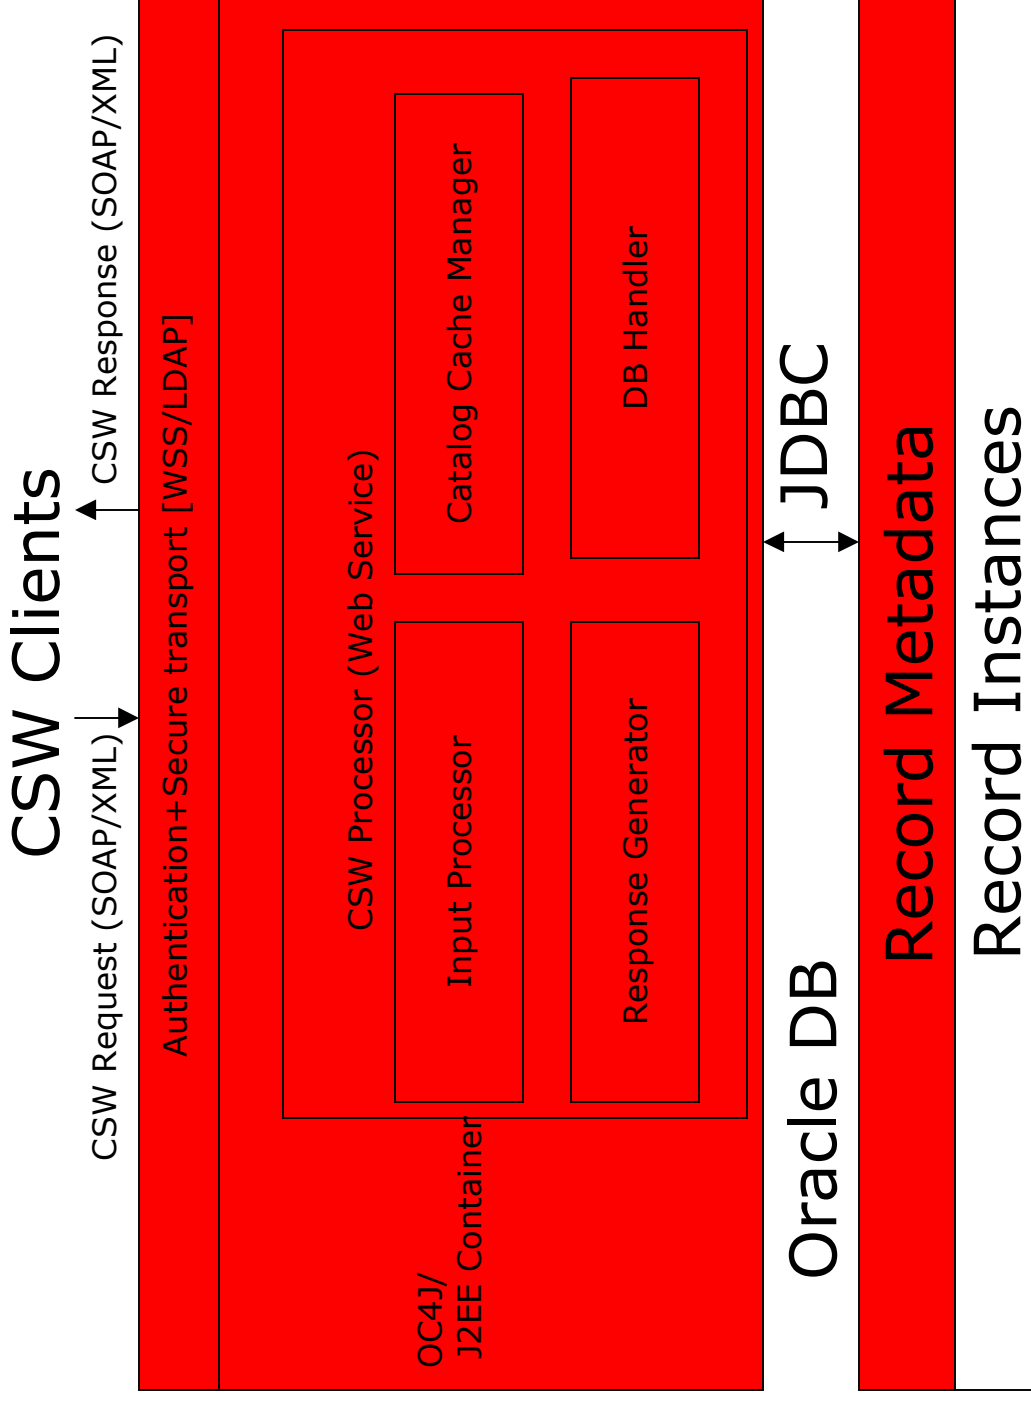 CSW Clients
CSW Request (SOAP/XML)
CSW Response (SOAP/XML)
Authentication+Secure transport [WSS/LDAP]
CSW Processor (Web Service)
OC4J/
J2EE Container
Input Processor
Catalog Cache Manager
Response Generator
DB Handler
JDBC
Oracle DB
Record Metadata
Record Instances